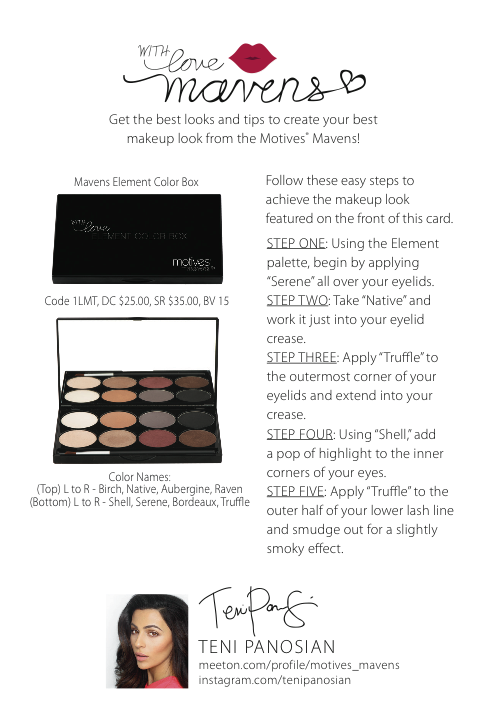 WITH
Love
mavens
Get the best looks and tips to create your best
makeup look from the Motives® Mavens!
Mavens Element Color Box
WITH
Love
MENT COLOR BOX
motives
Code 1LMT, DC $25.00, SR $35.00, BV 15
Color Names:
(Top) L to R - Birch, Native, Aubergine, Raven
(Bottom) L to R - Shell, Serene, Bordeaux, Truffle
Follow these easy steps to
achieve the makeup look
featured on the front of this card.
STEP ONE: Using the Element
palette, begin by applying
“Serene” all over your eyelids.
STEP TWO: Take “Native” and
work it just into your eyelid
crease.
STEP THREE: Apply “Truffle” to
the outermost corner of your
eyelids and extend into your
crease.
STEP FOUR: Using “Shell,” add
a pop of highlight to the inner
corners of your eyes.
STEP FIVE: Apply “Truffle” to the
outer half of your lower lash line
and smudge out for a slightly
smoky effect.
Teni Panosi
TENI PANOSIAN
meeton.com/profile/motives_mavens
instagram.com/tenipanosian